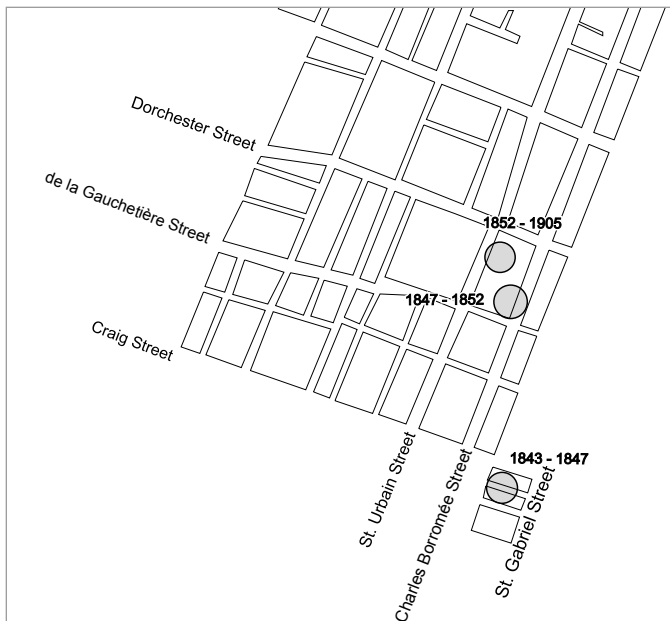 Dorchester Street
de la Gauchetière Street
1852 - 1905
1847 - 1852
Craig Street
1843 - 1847
St. Urbain Street
Charles Borromée Street
St. Gabriel Street